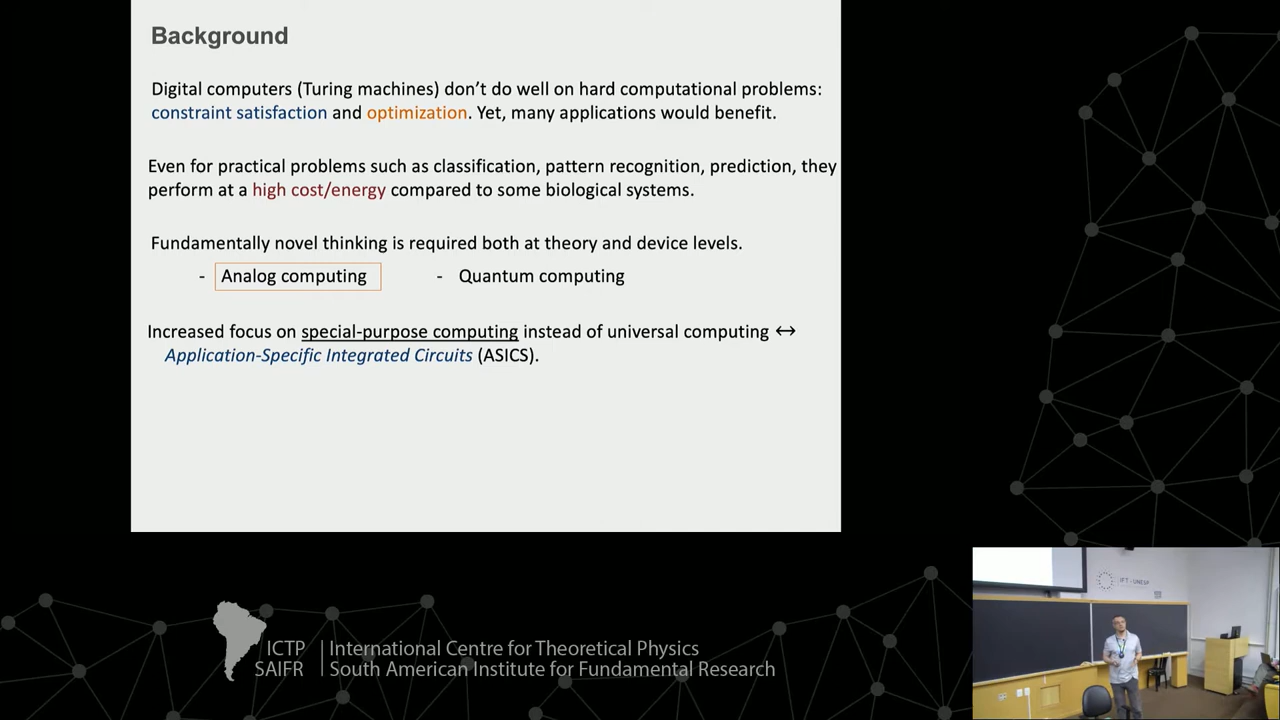 Background
Digital computers (Turing machines) don't do well on hard computational problems:
constraint satisfaction and optimization. Yet, many applications would benefit.
Even for practical problems such as classification, pattern recognition, prediction, they
perform at a high cost/energy compared to some biological systems.
Fundamentally novel thinking is required both at theory and device levels.
- Analog computing - Quantum computing
Increased focus on special-purpose computing instead of universal computing ↔
Application-Specific Integrated Circuits (ASICS).
IFT - UNESP
ICTP | International Centre for Theoretical Physics
SAIFR | South American Institute for Fundamental Research